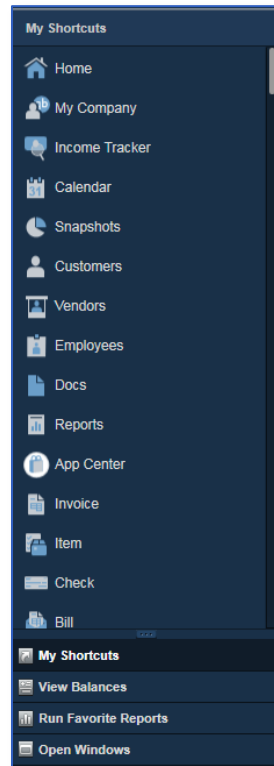 My Shortcuts
Home
My Company
Income Tracker
31
Calendar
Snapshots
Customers
Vendors
Employees
Docs
Reports
App Center
Invoice
Item
Check
Bill
My Shortcuts
View Balances
Run Favorite Reports
Open Windows